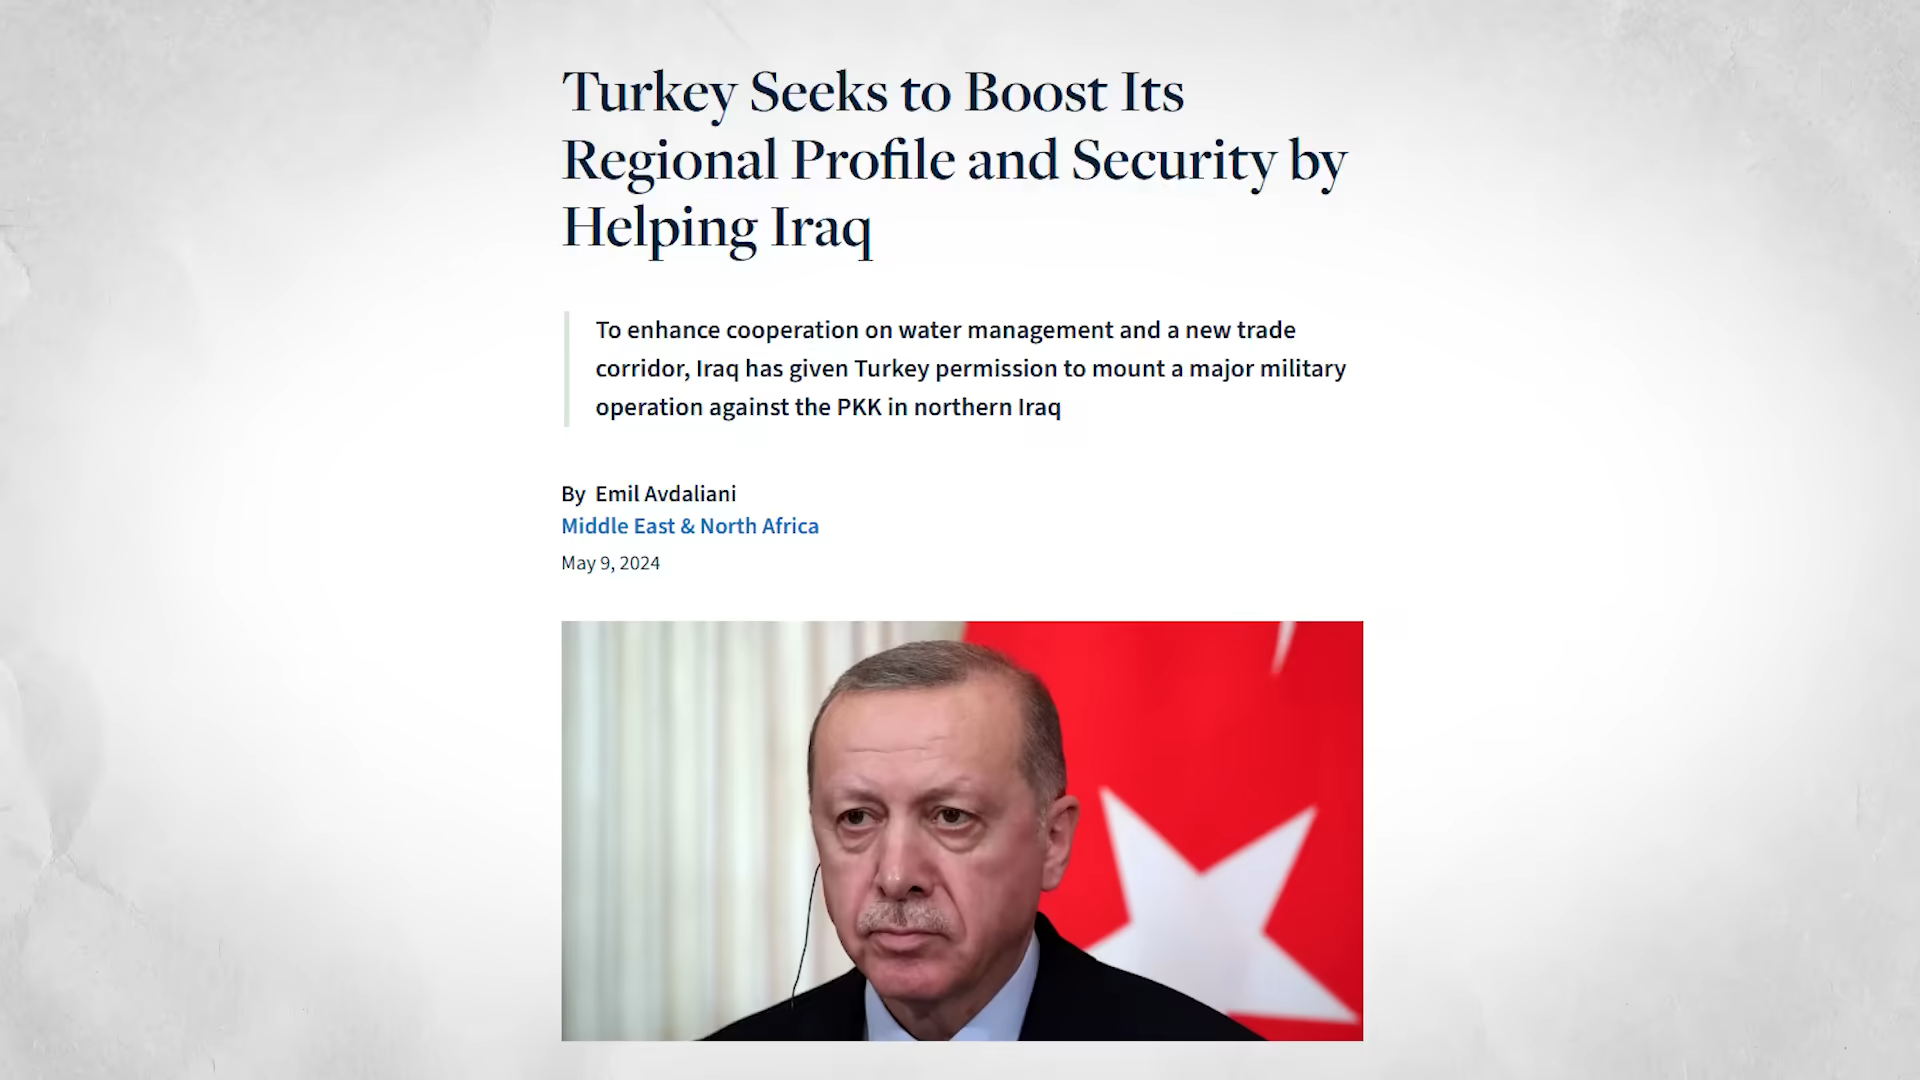 Turkey Seeks to Boost Its
Regional Profile and Security by
Helping Iraq
To enhance cooperation on water management and a new trade
corridor, Iraq has given Turkey permission to mount a major military
operation against the PKK in northern Iraq
By Emil Avdaliani
Middle East & North Africa
May 9, 2024